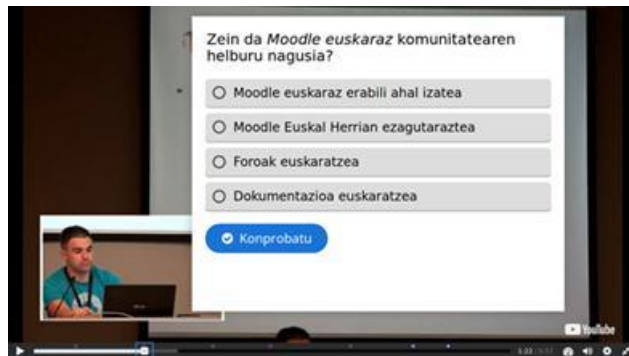 Zein da Moodle euskaraz komunitatearen
helburu nagusia?
Moodle euskaraz erabili ahal izatea
Moodle Euskal Herrian ezagutaraztea
Foroak euskaratzea
Dokumentazioa euskaratzea
Konprobatu
YouTube